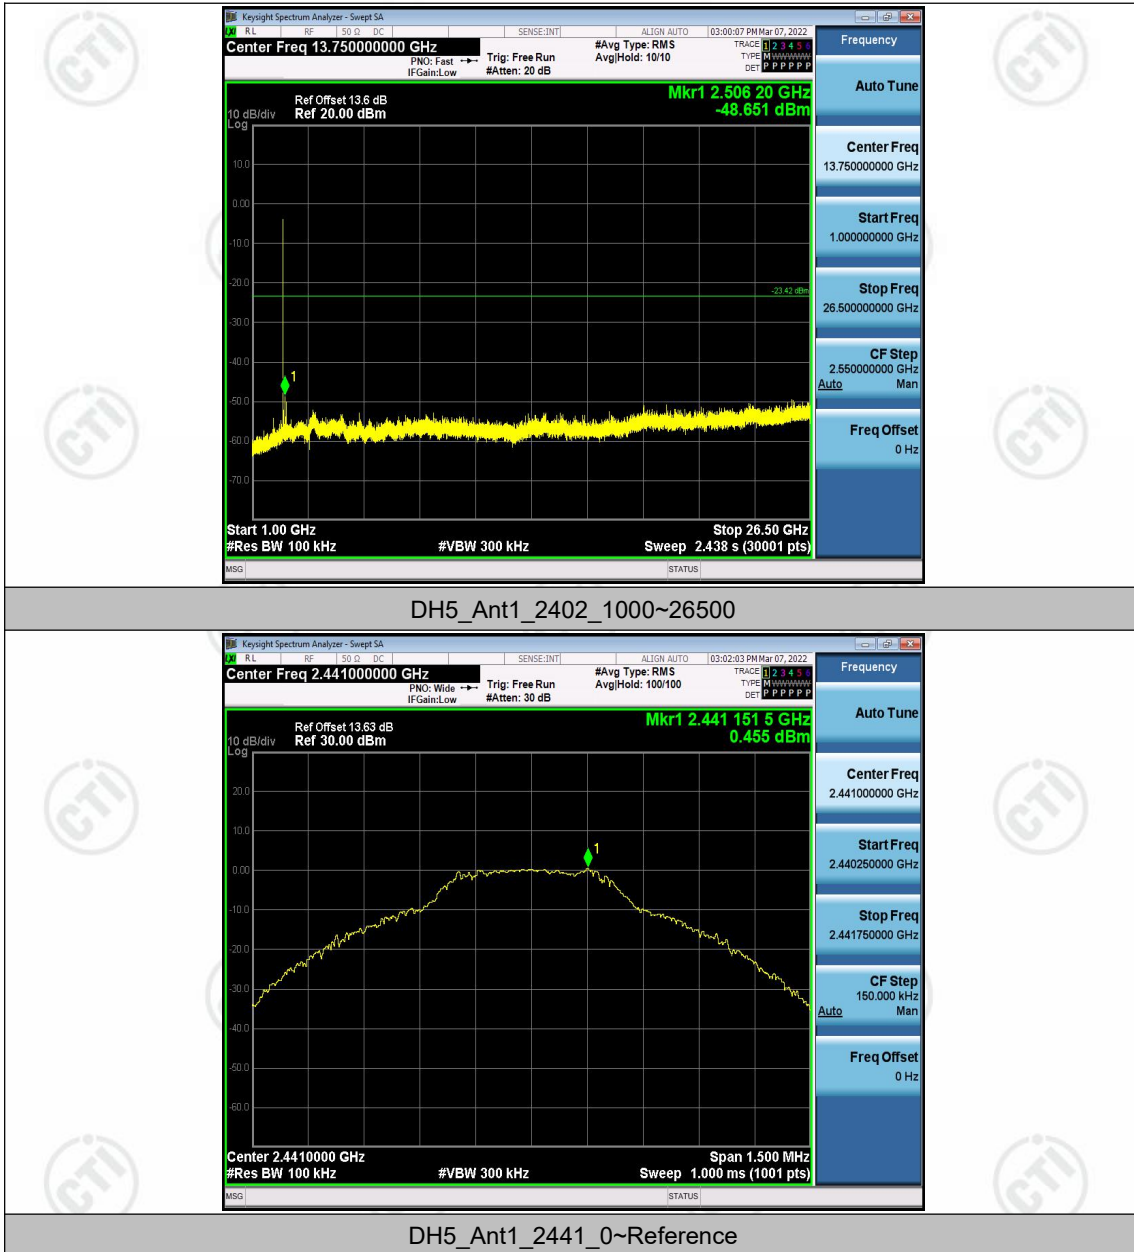 Keysight Spectrum Analyzer - Swept SA
LXI RL RF 50 Ω DC SENSE:INT ALIGN AUTO 03:00:07 PM Mar 07, 2022
Center Freq 13.750000000 GHz #Avg Type: RMS TRACE 1 2 3 4 5 6
PNO: Fast Trig: Free Run Avg|Hold: 10/10 TYPE M WWWWW
IFGain:Low #Atten: 20 dB DET P P P P P P
Frequency
Auto Tune
Center Freq
13.750000000 GHz
Start Freq
1.000000000 GHz
Stop Freq
26.500000000 GHz
CF Step
2.550000000 GHz
Auto Man
Freq Offset
0 Hz
Mkr1 2.506 20 GHz
-48.651 dBm
Ref Offset 13.6 dB
10 dB/div Ref 20.00 dBm
Log
10.0
0.00
-10.0
-20.0
-23.42 dBm
-30.0
-40.0
1
-50.0
-60.0
-70.0
Start 1.00 GHz Stop 26.50 GHz
#Res BW 100 kHz #VBW 300 kHz Sweep 2.438 s (30001 pts)
MSG STATUS
DH5_Ant1_2402_1000~26500
Keysight Spectrum Analyzer - Swept SA
LXI RL RF 50 Ω DC SENSE:INT ALIGN AUTO 03:02:03 PM Mar 07, 2022
Center Freq 2.441000000 GHz #Avg Type: RMS TRACE 1 2 3 4 5 6
PNO: Wide Trig: Free Run Avg|Hold: 100/100 TYPE M WWWWW
IFGain:Low #Atten: 30 dB DET P P P P P P
Frequency
Auto Tune
Center Freq
2.441000000 GHz
Start Freq
2.440250000 GHz
Stop Freq
2.441750000 GHz
CF Step
150.000 kHz
Auto Man
Freq Offset
0 Hz
Mkr1 2.441 151 5 GHz
0.455 dBm
Ref Offset 13.63 dB
10 dB/div Ref 30.00 dBm
Log
20.0
10.0
1
0.00
-10.0
-20.0
-30.0
-40.0
-50.0
-60.0
Center 2.4410000 GHz Span 1.500 MHz
#Res BW 100 kHz #VBW 300 kHz Sweep 1.000 ms (1001 pts)
MSG STATUS
DH5_Ant1_2441_0~Reference
CTI
CTI
CTI
CTI
CTI
CTI
CTI
CTI